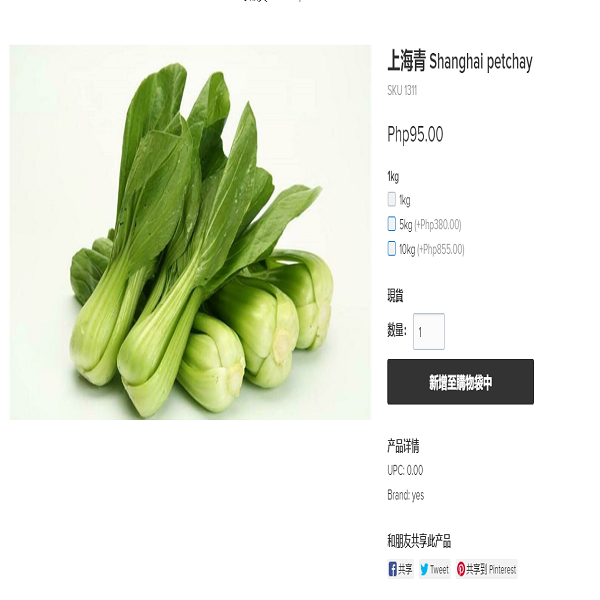 上海青 Shanghai petchay
SKU 1311
Php95.00
1kg
1kg
5kg (+Php380.00)
10kg (+Php855.00)
現貨
数量: 1
新增至購物袋中
产品详情
UPC: 0.00
Brand: yes
和朋友共享此产品
共享 Tweet 共享到 Pinterest